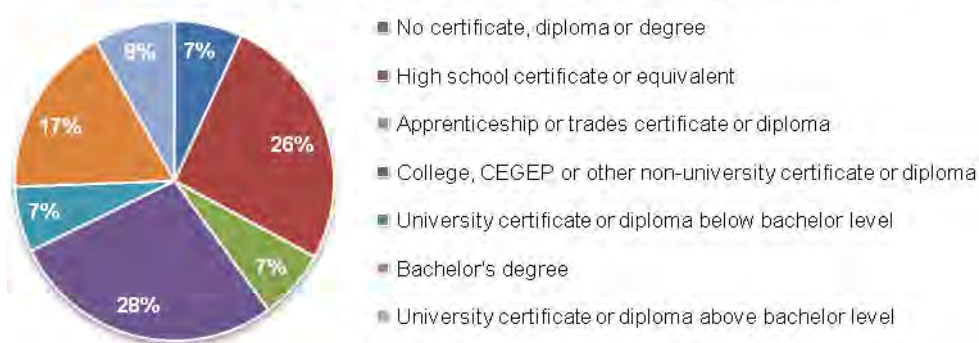 8%
7%
No certificate, diploma or degree
High school certificate or equivalent
17%
26%
Apprenticeship or trades certificate or diploma
College, CEGEP or other non-university certificate or diploma
7%
University certificate or diploma below bachelor level
7%
Bachelor's degree
28%
University certificate or diploma above bachelor level